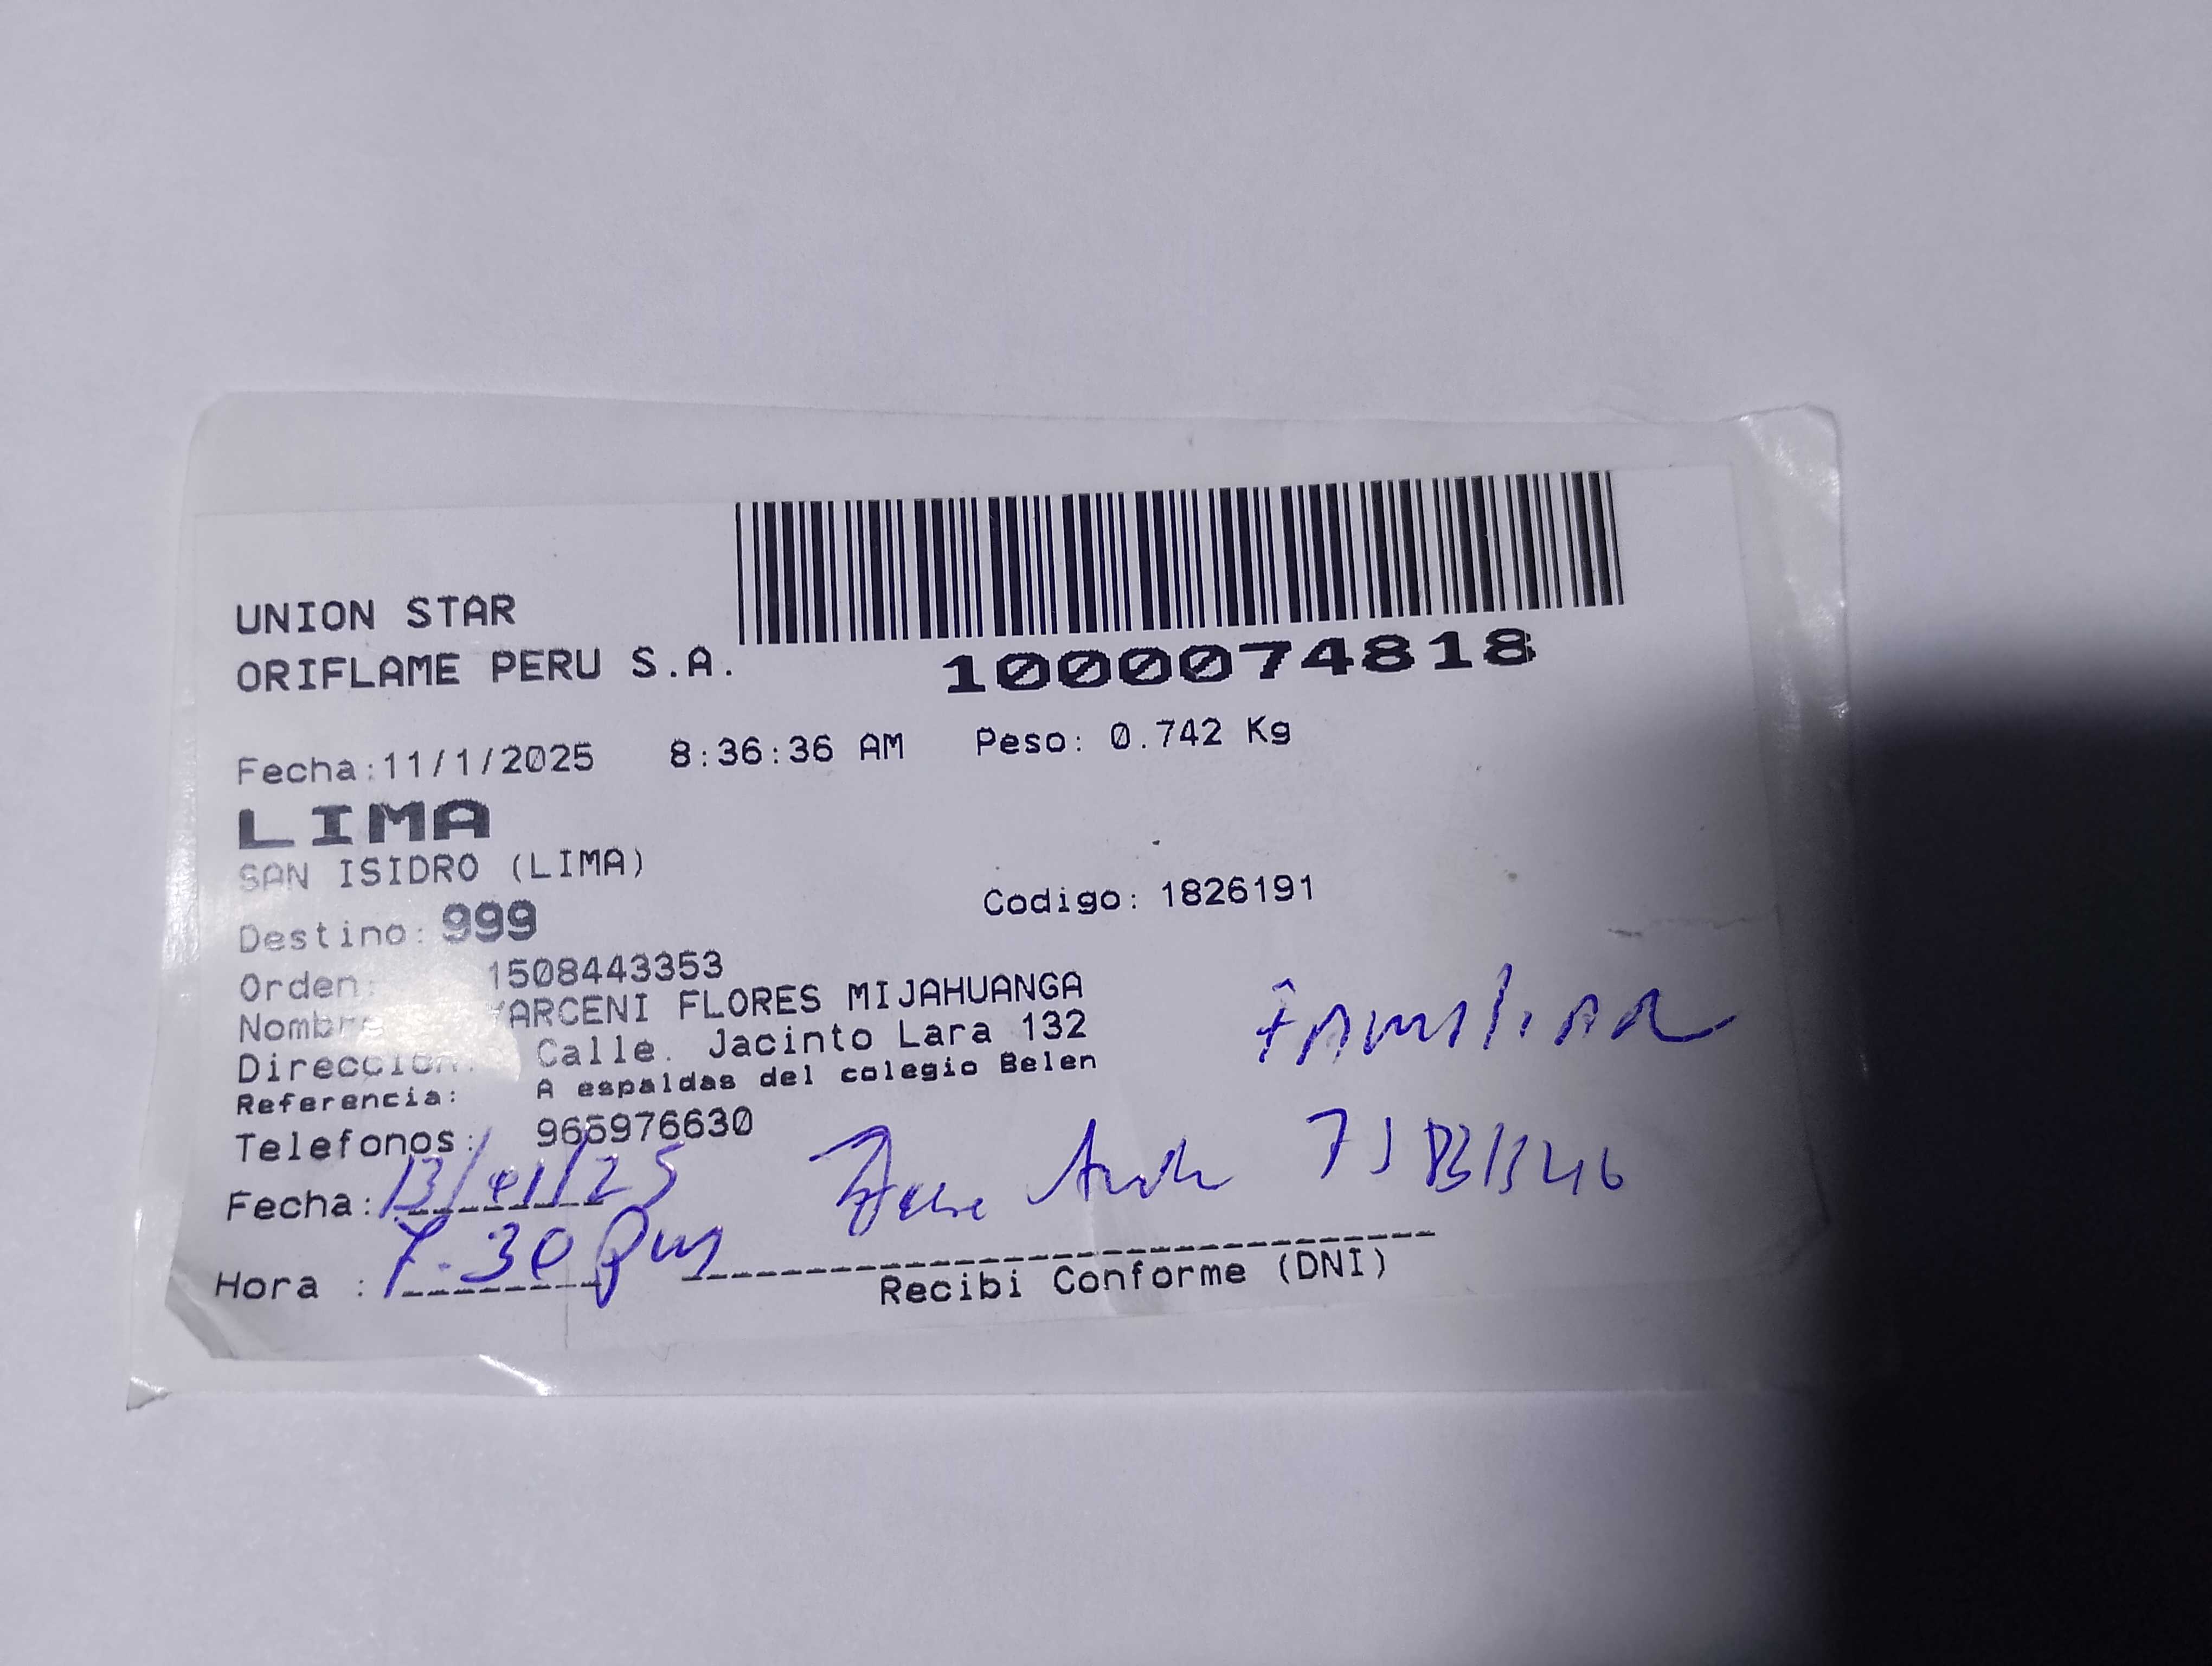 UNION STAR
ORIFLAME PERU S.A.
1000074818
Fecha:11/1/2025 8:36:36 AM Peso: 0.742 Kg
LIMA
SAN ISIDRO (LIMA)
Codigo: 1826191
Destino: 999
Orden: 1508443353
Nombre YARCENI FLORES MIJAHUANGA
Direccion: Calle. Jacinto Lara 132
Referencia: A espaldas del colegio Belen
FAMILIAR
Telefonos: 965976630
Fecha: 13/01/25
Hora : 7.30 pm
Recibi Conforme (DNI)